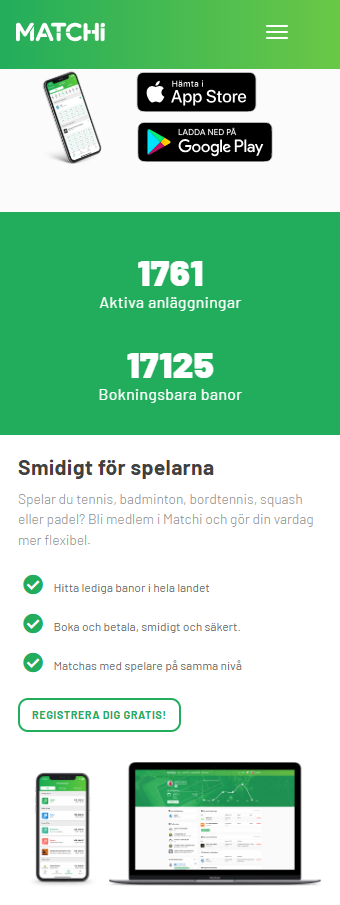 MATCHi
Hämta i
App Store
LADDA NED PÅ
Google Play
1761
Aktiva anläggningar
17125
Bokningsbara banor
Smidigt för spelarna
Spelar du tennis, badminton, bordtennis, squash
eller padel? Bli medlem i Matchi och gör din vardag
mer flexibel.
Hitta lediga banor i hela landet
Boka och betala, smidigt och säkert.
Matchas med spelare på samma nivå
REGISTRERA DIG GRATIS!